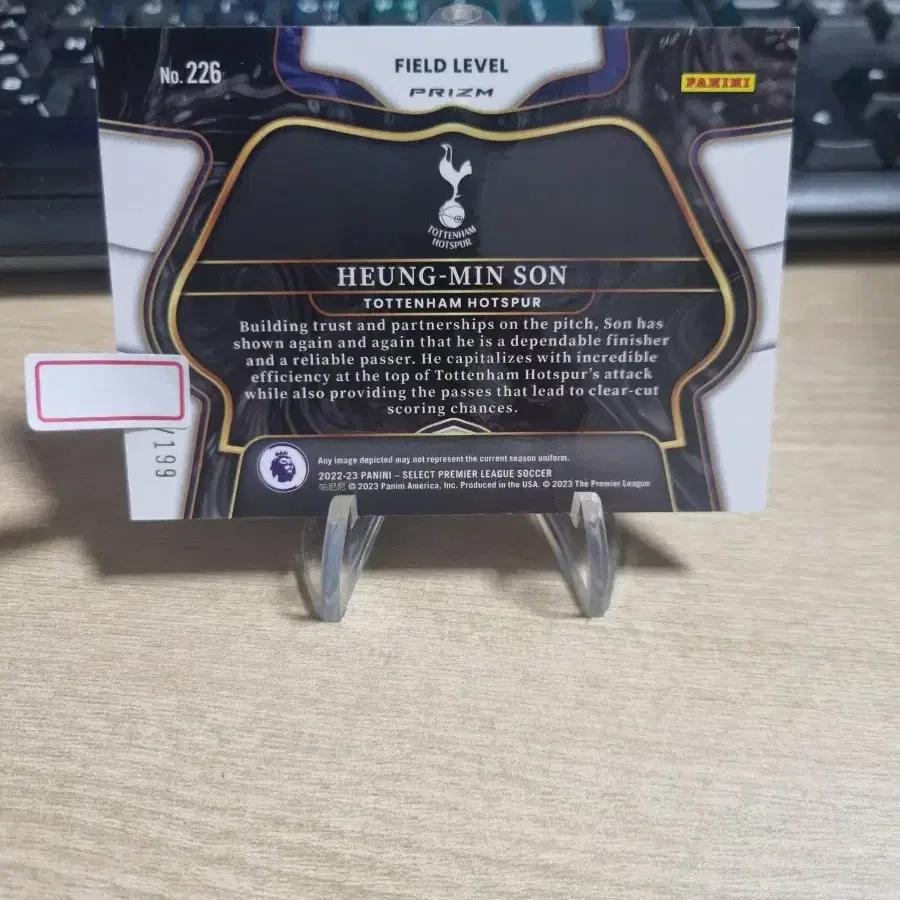 No. 226
FIELD LEVEL
PRIZM
PANINI
TOTTENHAM
HOTSPUR
HEUNG-MIN SON
TOTTENHAM HOTSPUR
Building trust and partnerships on the pitch, Son has
shown again and again that he is a dependable finisher
and a reliable passer. He capitalizes with incredible
efficiency at the top of Tottenham Hotspur's attack
while also providing the passes that lead to clear-cut
scoring chances.
/199
Any image depicted may not represent the current season uniform.
2022-23 PANINI – SELECT PREMIER LEAGUE SOCCER
帕尼尼 © 2023 Panini America, Inc. Produced in the USA. © 2023 The Premier League